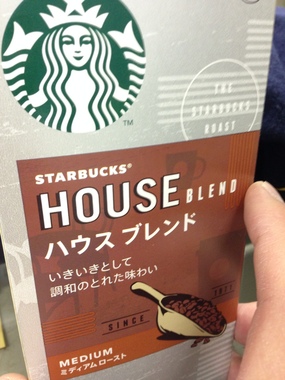 TM
THE
STARBUCKS
ROAST
STARBUCKS®
HOUSE BLEND
ハウス ブレンド
いきいきとして
調和のとれた味わい
SINCE 1971
MEDIUM
ミディアム ロースト